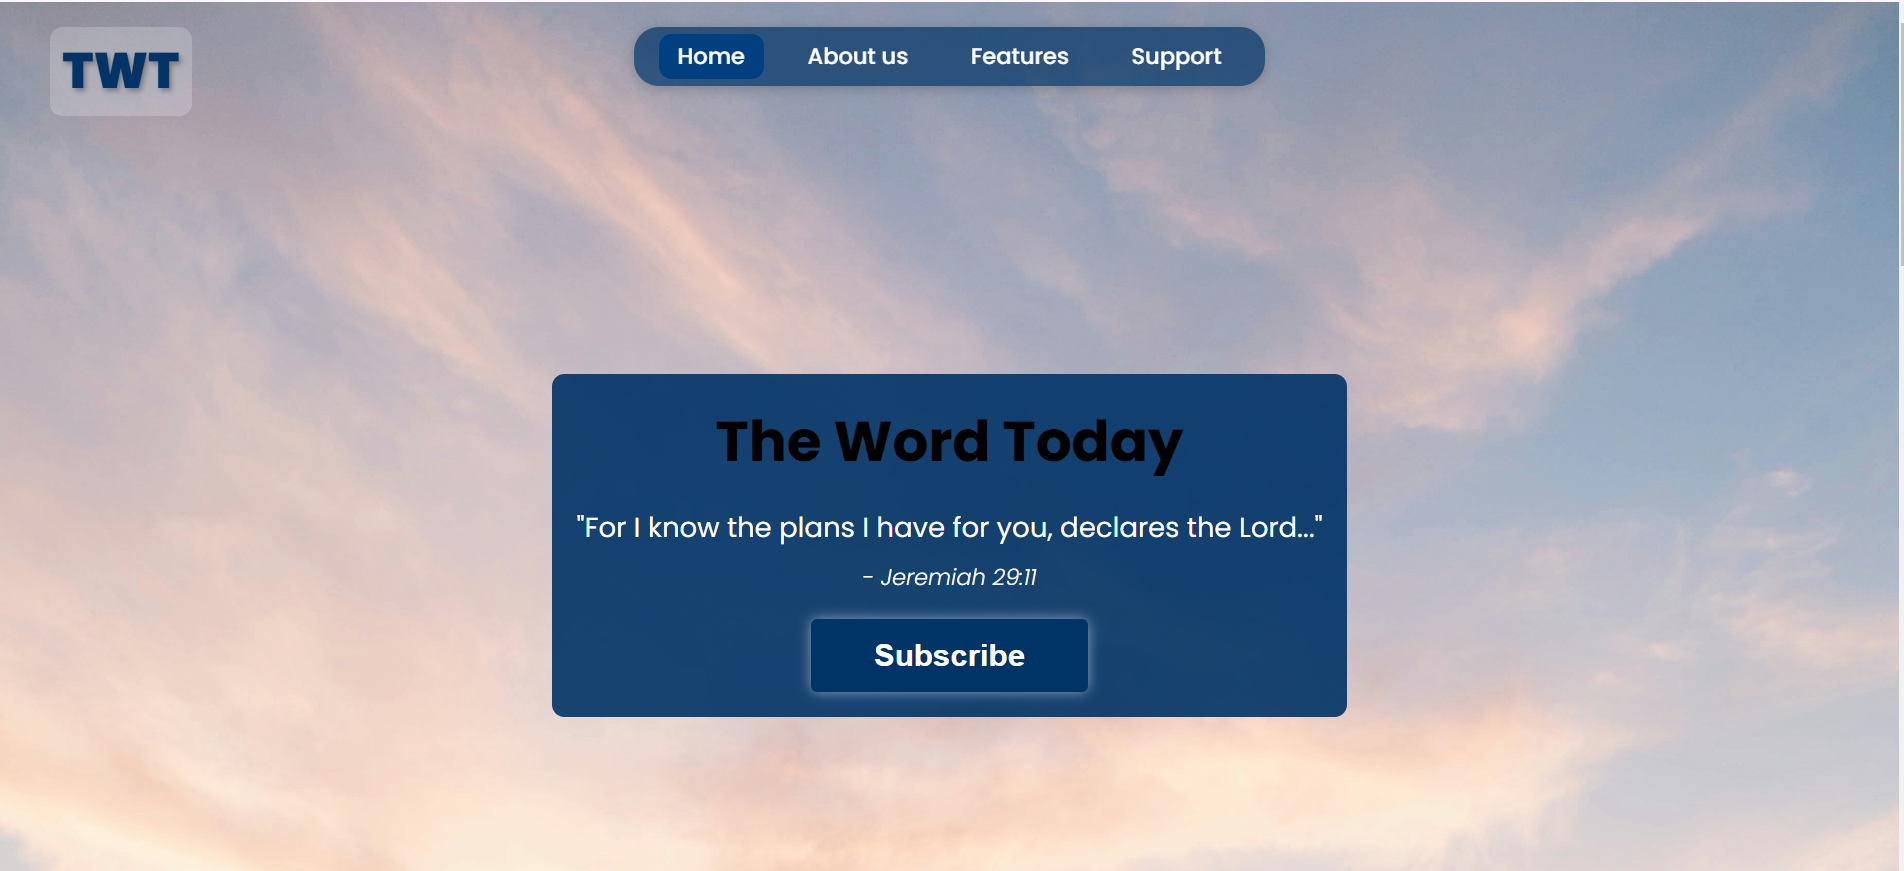 TWT
Home About us Features Support
The Word Today
"For I know the plans I have for you, declares the Lord..."
- Jeremiah 29:11
Subscribe